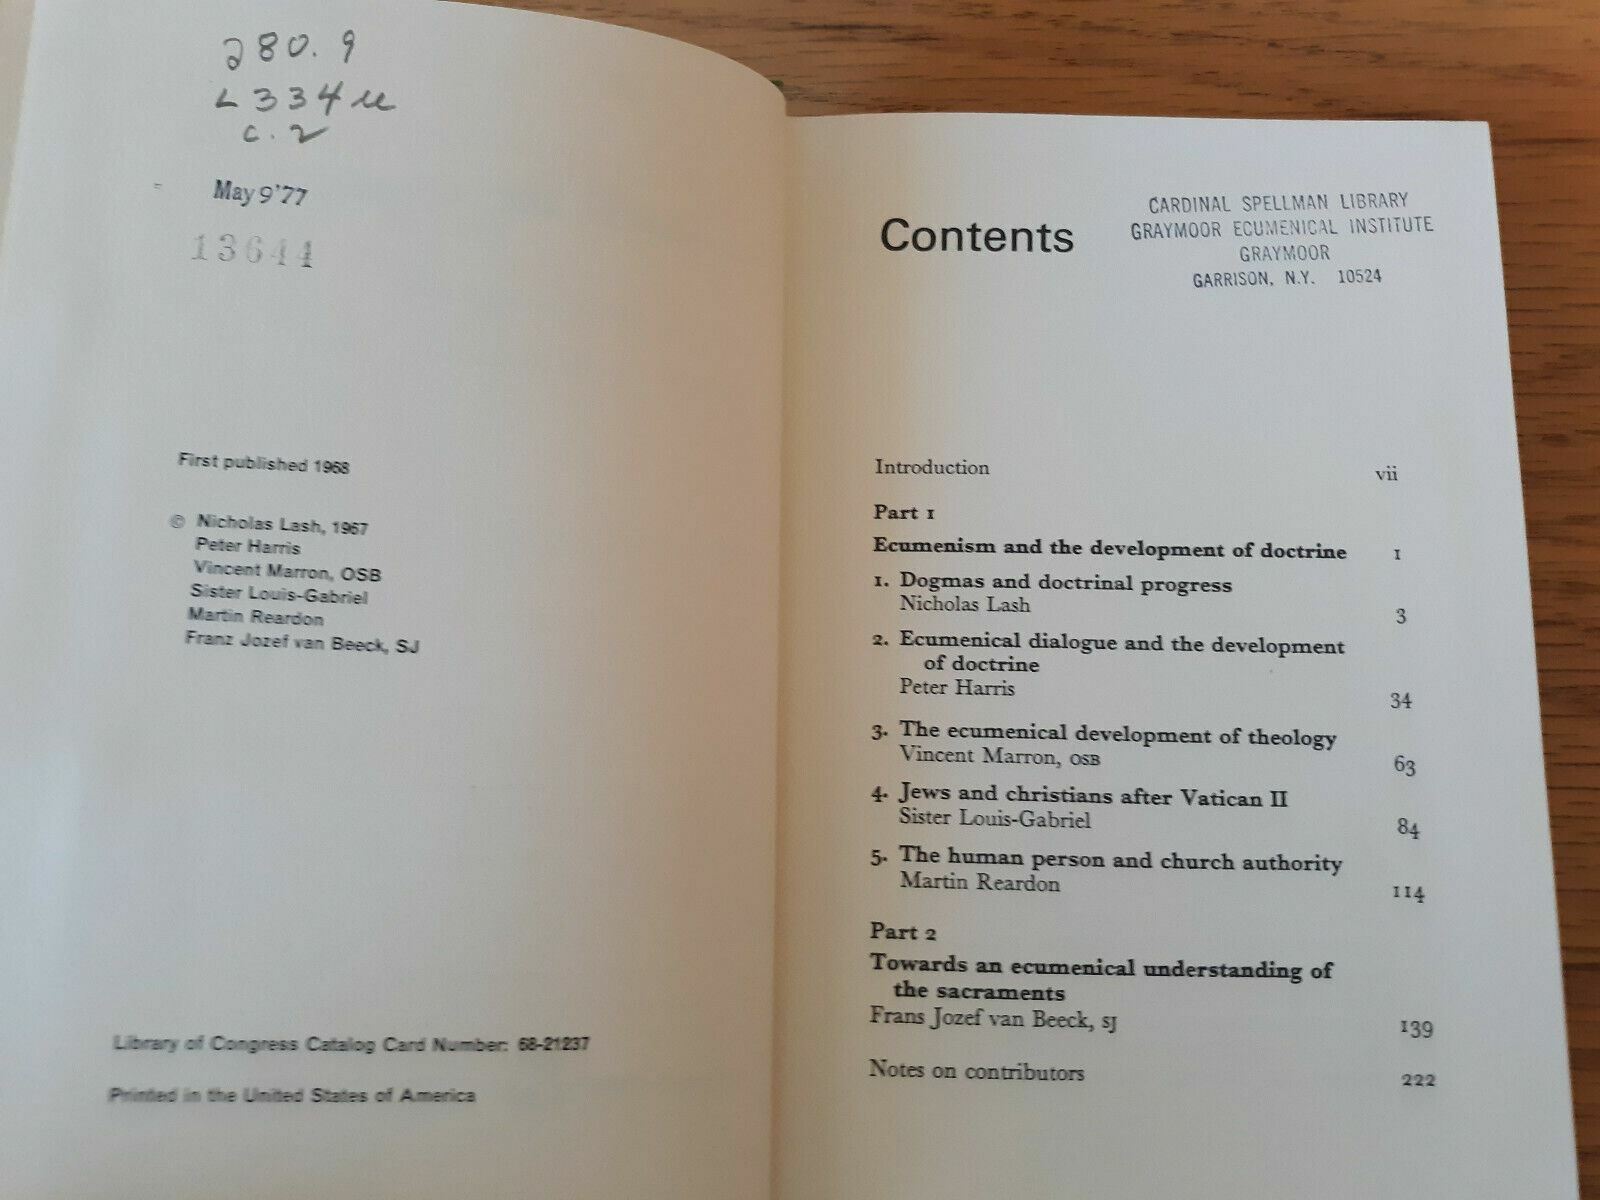 280.9
L334u
c.2
May 9'77
13644
First published 1968
© Nicholas Lash, 1967
Peter Harris
Vincent Marron, OSB
Sister Louis-Gabriel
Martin Reardon
Franz Jozef van Beeck, SJ
Library of Congress Catalog Card Number: 68-21237
Printed in the United States of America
Contents
CARDINAL SPELLMAN LIBRARY
GRAYMOOR ECUMENICAL INSTITUTE
GRAYMOOR
GARRISON, N.Y. 10524
Introduction vii
Part 1
Ecumenism and the development of doctrine 1
1. Dogmas and doctrinal progress
Nicholas Lash 3
2. Ecumenical dialogue and the development
of doctrine
Peter Harris 34
3. The ecumenical development of theology
Vincent Marron, OSB 63
4. Jews and christians after Vatican II
Sister Louis-Gabriel 84
5. The human person and church authority
Martin Reardon 114
Part 2
Towards an ecumenical understanding of
the sacraments
Frans Jozef van Beeck, SJ 139
Notes on contributors 222